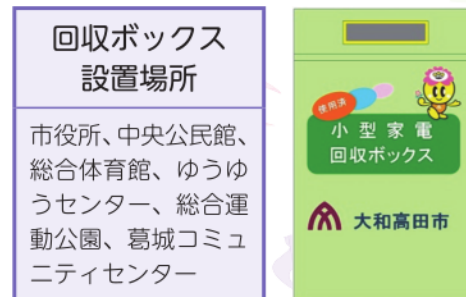 回収ボックス
設置場所
市役所、中央公民館、
総合体育館、ゆうゆ
うセンター、総合運
動公園、葛城コミュ
ニティセンター
使用済
小型家電
回収ボックス
大和高田市